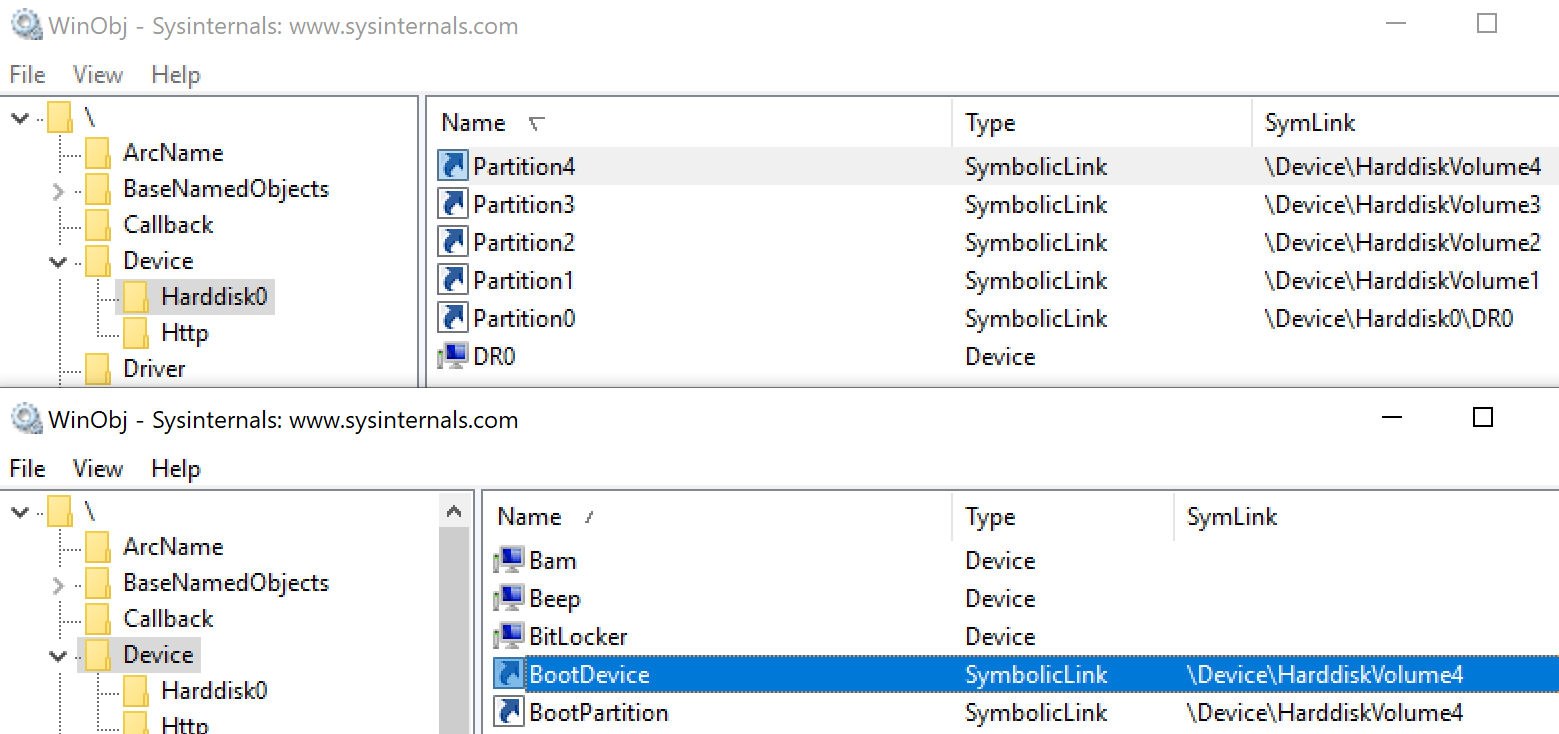 WinObj - Sysinternals: www.sysinternals.com
File View Help
\
ArcName
BaseNamedObjects
Callback
Device
Harddisk0
Http
Driver
Name Type SymLink
Partition4 SymbolicLink \Device\HarddiskVolume4
Partition3 SymbolicLink \Device\HarddiskVolume3
Partition2 SymbolicLink \Device\HarddiskVolume2
Partition1 SymbolicLink \Device\HarddiskVolume1
Partition0 SymbolicLink \Device\Harddisk0\DR0
DR0 Device
WinObj - Sysinternals: www.sysinternals.com
File View Help
\
ArcName
BaseNamedObjects
Callback
Device
Harddisk0
Http
Name Type SymLink
Bam Device
Beep Device
BitLocker Device
BootDevice SymbolicLink \Device\HarddiskVolume4
BootPartition SymbolicLink \Device\HarddiskVolume4